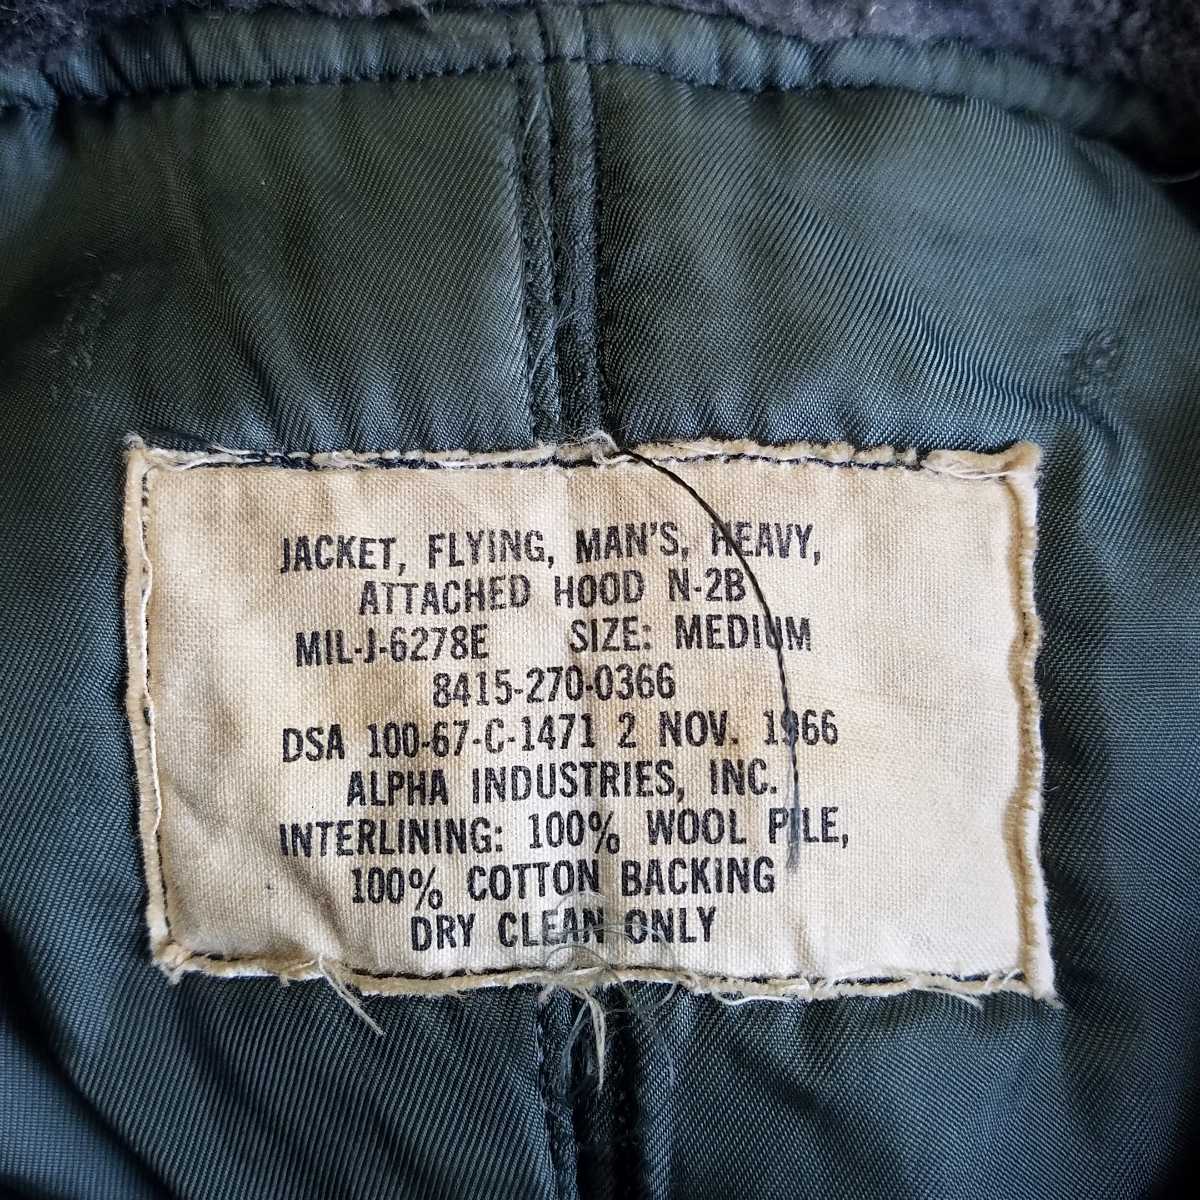 JACKET, FLYING, MAN'S, HEAVY,
ATTACHED HOOD N-2B
MIL-J-6278E SIZE: MEDIUM
8415-270-0366
DSA 100-67-C-1471 2 NOV. 1966
ALPHA INDUSTRIES, INC.
INTERLINING: 100% WOOL PILE,
100% COTTON BACKING
DRY CLEAN ONLY